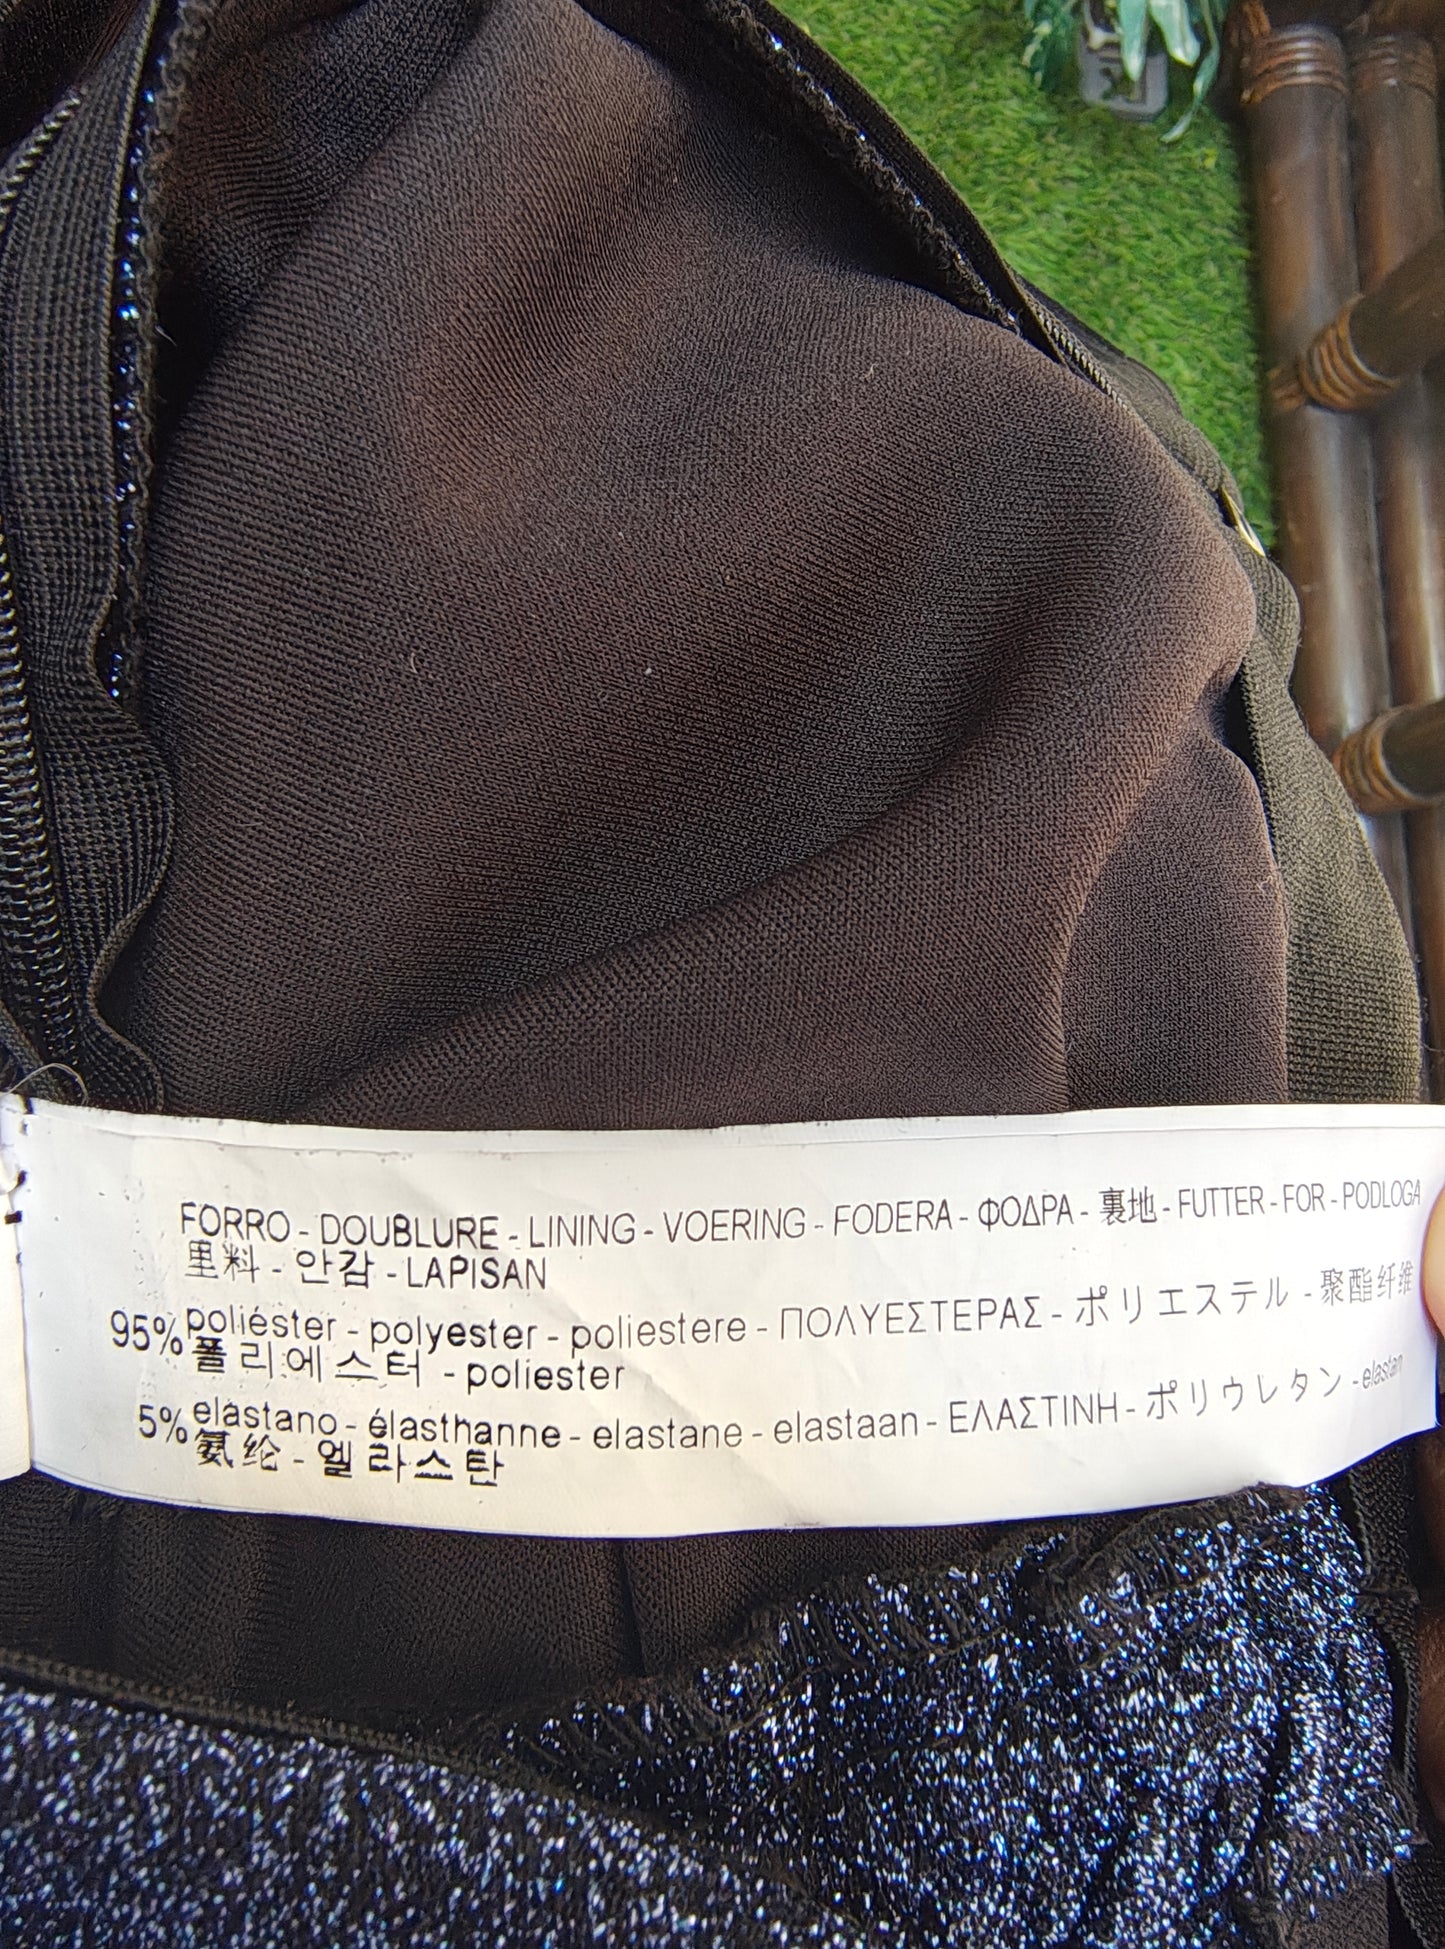 FORRO - DOUBLURE - LINING - VOERING - FODERA - ΦΟΔΡΑ - 裏地 - FUTTER - FOR - PODLOGA
里料 - 안감 - LAPISAN
95% poliéster - polyester - poliestere - ΠΟΛΥΕΣΤΕΡΑΣ - ポリエステル - 聚酯纤维
폴리에스터 - poliester
5% elastano - élasthanne - elastane - elastaan - ΕΛΑΣΤΙΝΗ - ポリウレタン - elastan
氨纶 - 엘라스탄